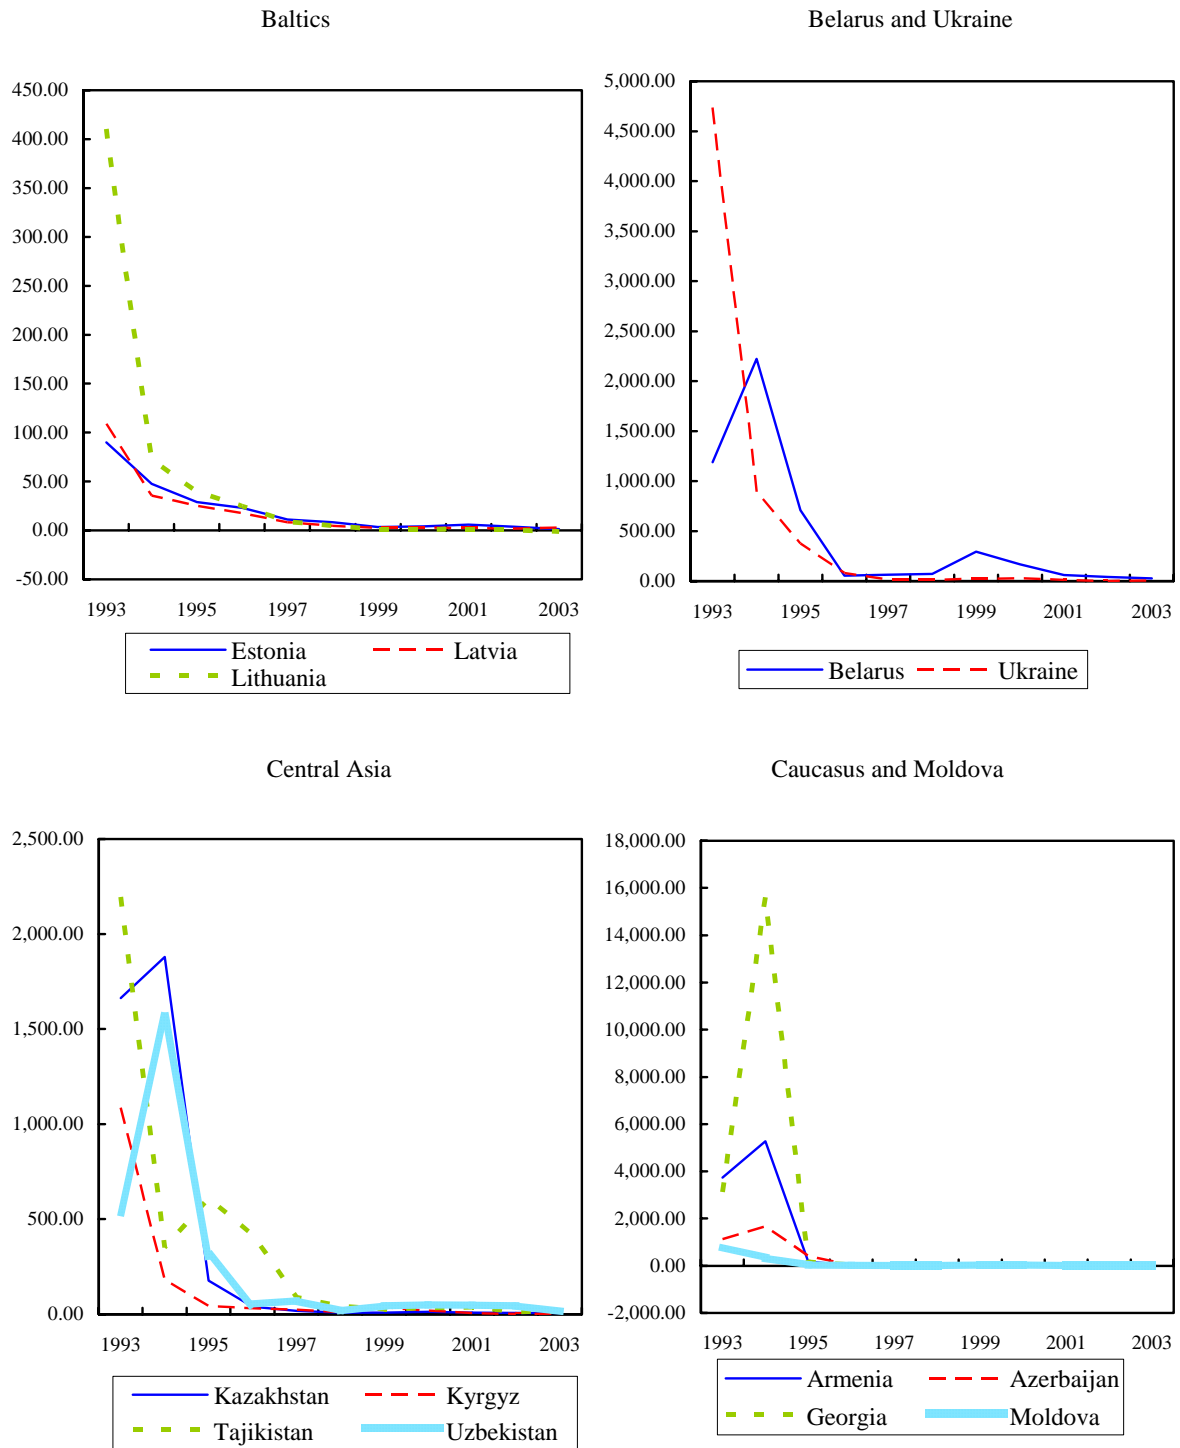 Baltics
450.00
400.00
350.00
300.00
250.00
200.00
150.00
100.00
50.00
0.00
-50.00
1993 1995 1997 1999 2001 2003
Estonia Latvia
Lithuania
Belarus and Ukraine
5,000.00
4,500.00
4,000.00
3,500.00
3,000.00
2,500.00
2,000.00
1,500.00
1,000.00
500.00
0.00
1993 1995 1997 1999 2001 2003
Belarus Ukraine
Central Asia
2,500.00
2,000.00
1,500.00
1,000.00
500.00
0.00
1993 1995 1997 1999 2001 2003
Kazakhstan Kyrgyz
Tajikistan Uzbekistan
Caucasus and Moldova
18,000.00
16,000.00
14,000.00
12,000.00
10,000.00
8,000.00
6,000.00
4,000.00
2,000.00
0.00
-2,000.00
1993 1995 1997 1999 2001 2003
Armenia Azerbaijan
Georgia Moldova